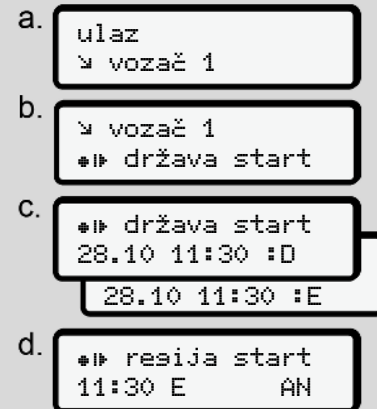 a.
ulaz
vozač 1
b.
vozač 1
država start
c.
država start
28.10 11:30 :D
28.10 11:30 :E
d.
regija start
11:30 E AN